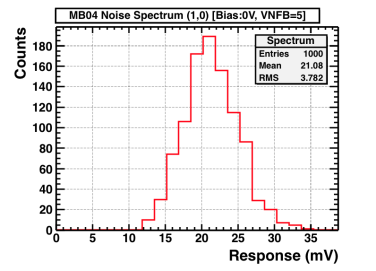 MB04 Noise Spectrum (1,0) [Bias:0V, VNFB=5]
Counts
Spectrum
Entries 1000
Mean 21.08
RMS 3.782
180
160
140
120
100
80
60
40
20
0
0 5 10 15 20 25 30 35
Response (mV)